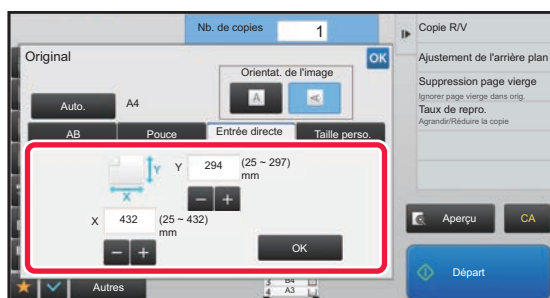 Nb. de copies 1
Original
OK
Orientat. de l'image
A A
Auto. A4
AB Pouce Entrée directe Taille perso.
Y
X
Y 294 (25 ~ 297)
mm
X 432 (25 ~ 432)
mm
OK
Autres
3 B4
4 A3
Copie R/V
Ajustement de l'arrière plan
Suppression page vierge
Ignorer page vierge dans orig.
Taux de repro.
Agrandir/Réduire la copie
Aperçu CA
Départ